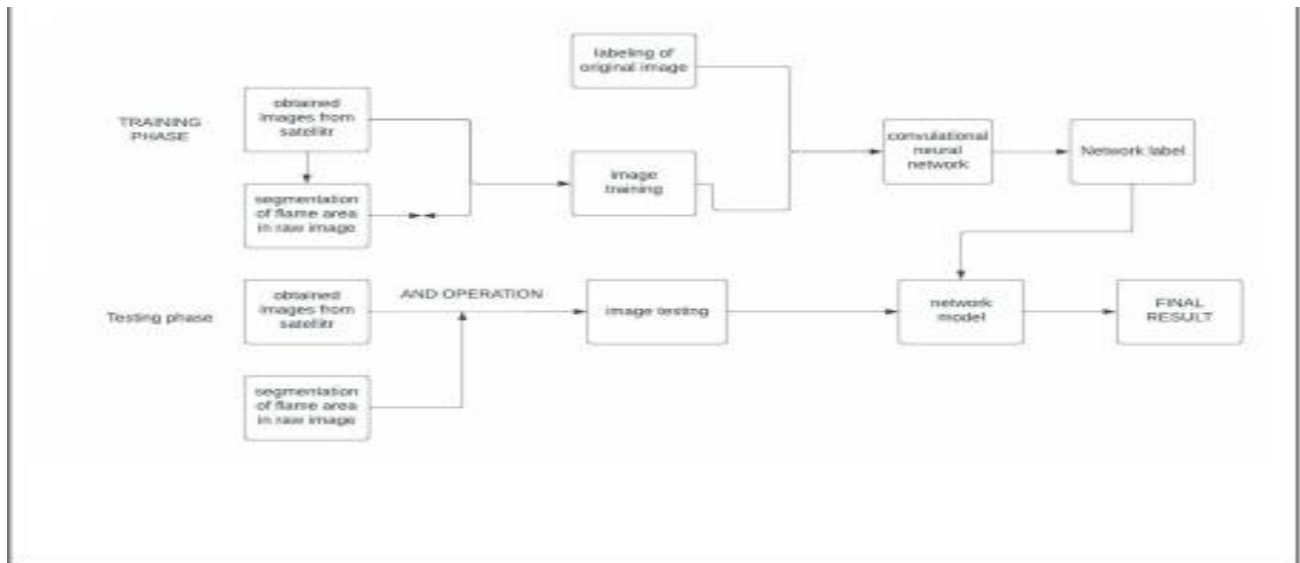 labeling of
original image
TRAINING
PHASE
obtained
images from
satellitr
convulational
neural
network
Network label
image
training
segmentation
of flame area
in raw image
Testing phase
obtained
images from
satellitr
AND OPERATION
image testing
network
model
FINAL
RESULT
segmentation
of flame area
in raw image